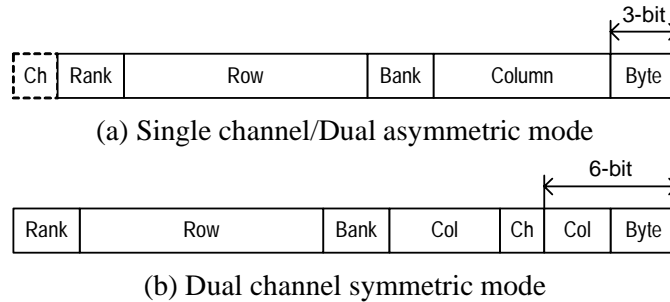 3-bit
Ch Rank Row Bank Column Byte
(a) Single channel/Dual asymmetric mode
6-bit
Rank Row Bank Col Ch Col Byte
(b) Dual channel symmetric mode